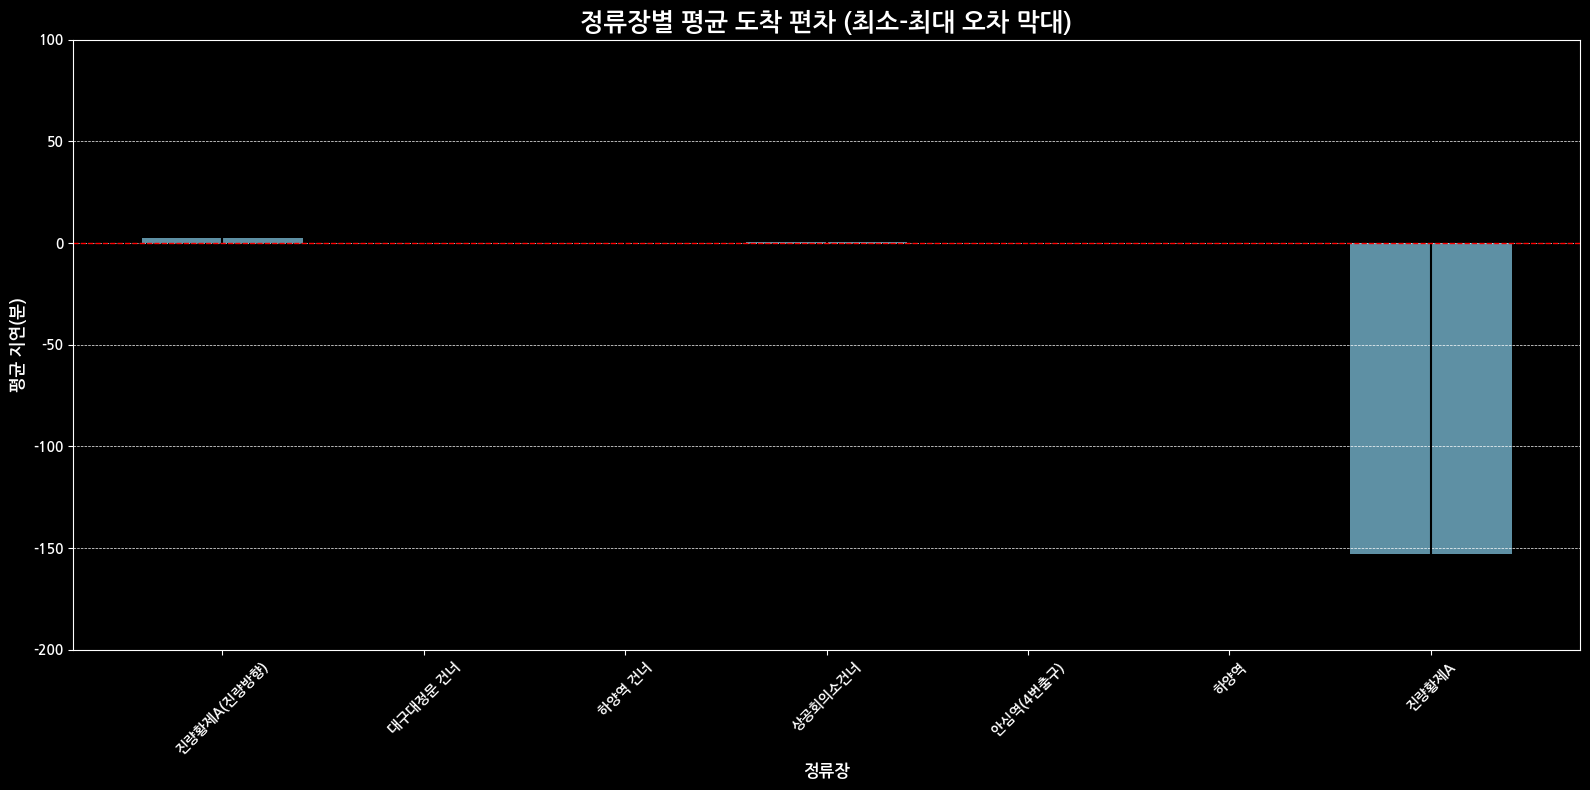 정류장별 평균 도착 편차 (최소-최대 오차 막대)
100
50
0
-50
-100
-150
-200
평균 지연(분)
진량황제A(진량방향)
대구대정문 건너
하양역 건너
상공회의소건너
안심역(4번출구)
하양역
진량황제A
정류장